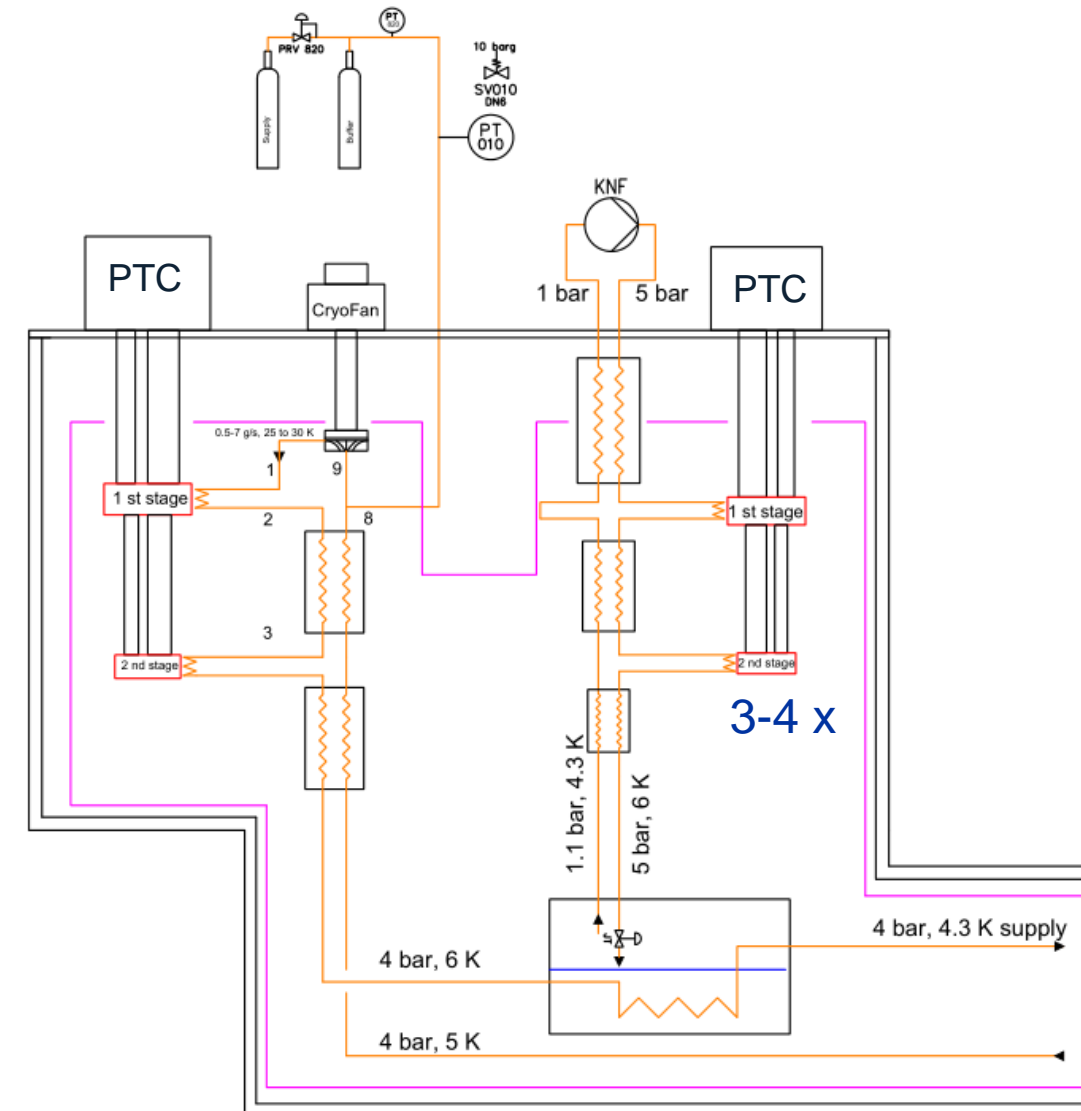 PT
820
PRV 820
10 barg
SV010
DN6
Supply
Buffer
PT
010
KNF
PTC
CryoFan
1 bar
5 bar
PTC
0.5-7 g/s, 25 to 30 K
1
9
1 st stage
2
8
1 st stage
3
2 nd stage
2 nd stage
3-4 x
1.1 bar, 4.3 K
5 bar, 6 K
4 bar, 4.3 K supply
4 bar, 6 K
4 bar, 5 K